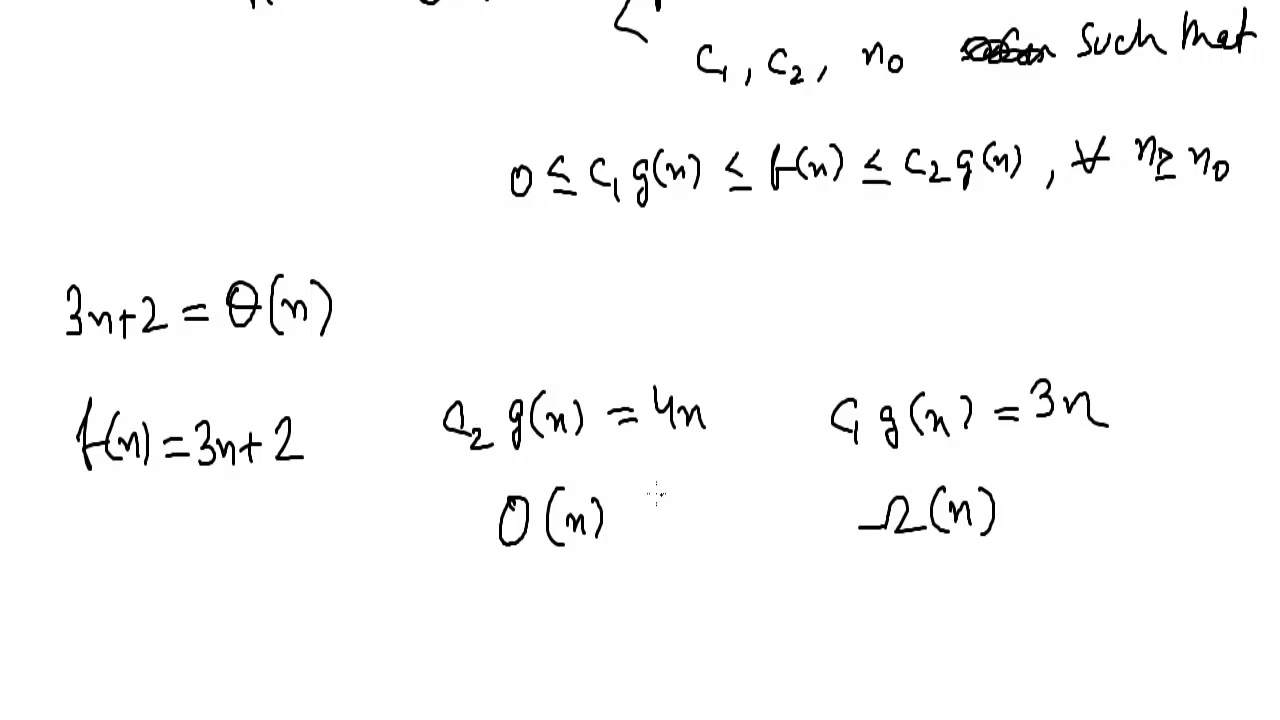 C₁, C₂, n₀ such that
0 ≤ C₁ g(n) ≤ f(n) ≤ C₂ g(n), ∀ n ≥ n₀
3n+2 = Θ(n)
f(n) = 3n+2
C₂ g(n) = 4n
C₁ g(n) = 3n
O(n)
Ω(n)